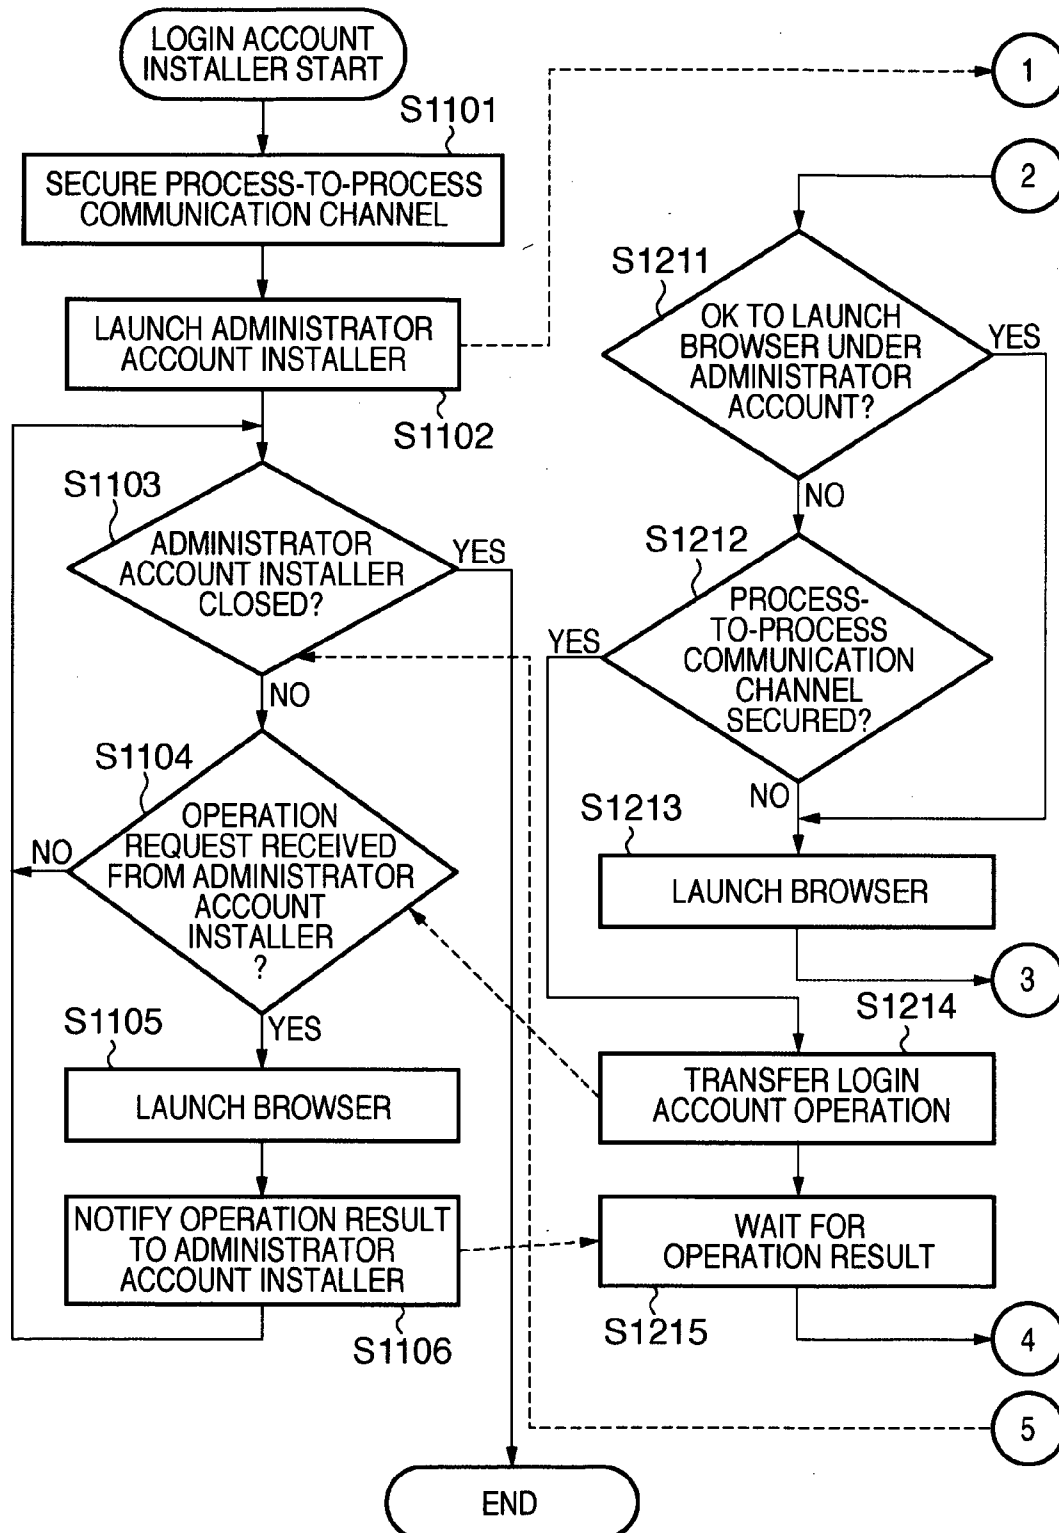 LOGIN ACCOUNT
INSTALLER START
S1101
SECURE PROCESS-TO-PROCESS
COMMUNICATION CHANNEL
LAUNCH ADMINISTRATOR
ACCOUNT INSTALLER
S1102
S1103
ADMINISTRATOR
ACCOUNT INSTALLER
CLOSED?
YES
NO
S1104
OPERATION
REQUEST RECEIVED
FROM ADMINISTRATOR
ACCOUNT
INSTALLER
?
NO
YES
S1105
LAUNCH BROWSER
NOTIFY OPERATION RESULT
TO ADMINISTRATOR
ACCOUNT INSTALLER
S1106
END
1
2
S1211
OK TO LAUNCH
BROWSER UNDER
ADMINISTRATOR
ACCOUNT?
YES
NO
S1212
PROCESS-
TO-PROCESS
COMMUNICATION
CHANNEL
SECURED?
YES
NO
S1213
LAUNCH BROWSER
3
S1214
TRANSFER LOGIN
ACCOUNT OPERATION
WAIT FOR
OPERATION RESULT
S1215
4
5